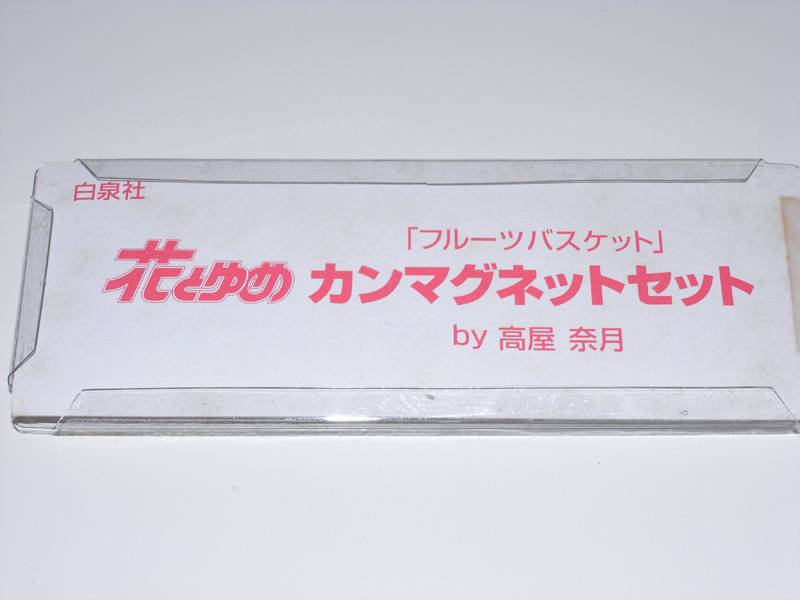 白泉社
「フルーツバスケット」
花とゆめ カンマグネットセット
by 高屋 奈月